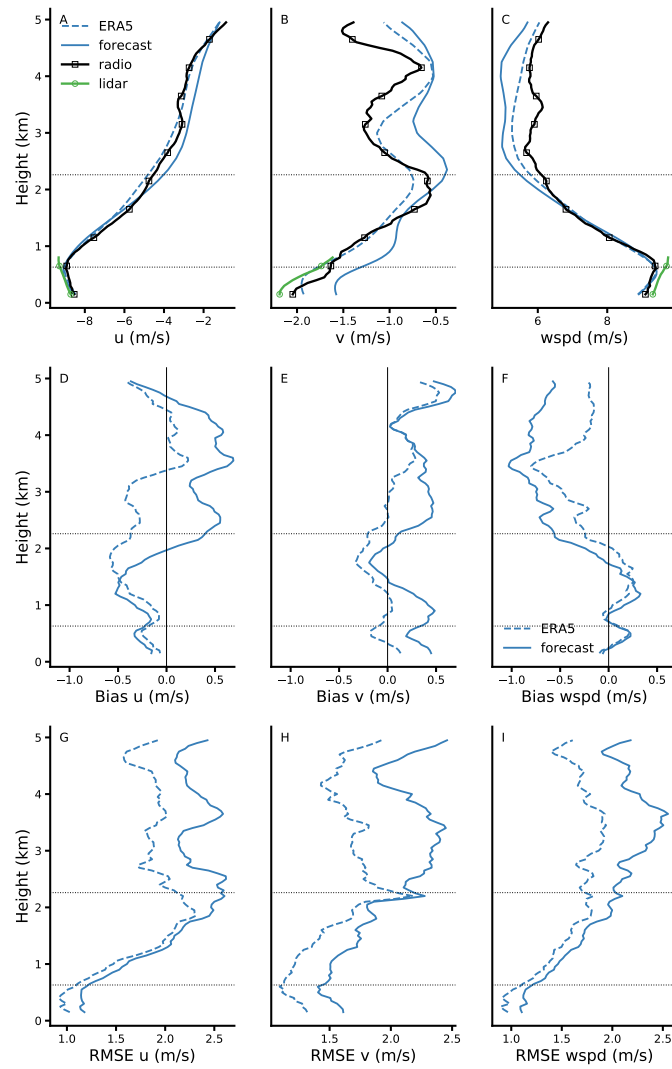 A
B
C
ERA5
forecast
radio
lidar
Height (km)
5
4
3
2
1
0
−8
−6
−4
−2
u (m/s)
−2.0
−1.5
−1.0
−0.5
v (m/s)
6
8
wspd (m/s)
D
E
F
Height (km)
5
4
3
2
1
0
ERA5
forecast
−1.0
−0.5
0.0
0.5
Bias u (m/s)
−1.0
−0.5
0.0
0.5
Bias v (m/s)
−1.0
−0.5
0.0
0.5
Bias wspd (m/s)
G
H
I
Height (km)
5
4
3
2
1
0
1.0
1.5
2.0
2.5
RMSE u (m/s)
1.0
1.5
2.0
2.5
RMSE v (m/s)
1.0
1.5
2.0
2.5
RMSE wspd (m/s)